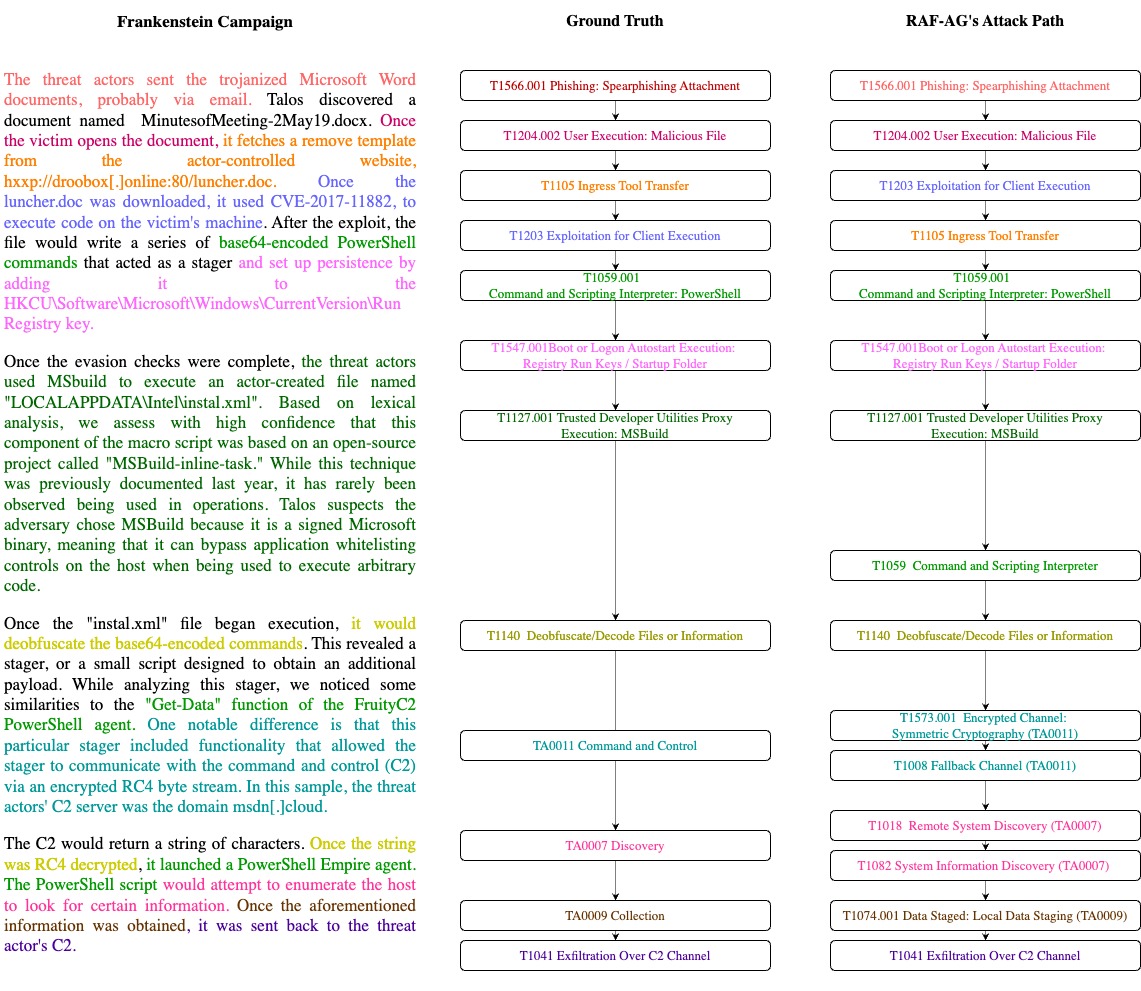 Frankenstein Campaign
The threat actors sent the trojanized Microsoft Word
documents, probably via email. Talos discovered a
document named MinutesofMeeting-2May19.docx. Once
the victim opens the document, it fetches a remove template
from the actor-controlled website,
hxxp://droobox[.]online:80/luncher.doc. Once the
luncher.doc was downloaded, it used CVE-2017-11882, to
execute code on the victim's machine. After the exploit, the
file would write a series of base64-encoded PowerShell
commands that acted as a stager and set up persistence by
adding it to the
HKCU\Software\Microsoft\Windows\CurrentVersion\Run
Registry key.
Once the evasion checks were complete, the threat actors
used MSbuild to execute an actor-created file named
"LOCALAPPDATA\Intel\instal.xml". Based on lexical
analysis, we assess with high confidence that this
component of the macro script was based on an open-source
project called "MSBuild-inline-task." While this technique
was previously documented last year, it has rarely been
observed being used in operations. Talos suspects the
adversary chose MSBuild because it is a signed Microsoft
binary, meaning that it can bypass application whitelisting
controls on the host when being used to execute arbitrary
code.
Once the "instal.xml" file began execution, it would
deobfuscate the base64-encoded commands. This revealed a
stager, or a small script designed to obtain an additional
payload. While analyzing this stager, we noticed some
similarities to the "Get-Data" function of the FruityC2
PowerShell agent. One notable difference is that this
particular stager included functionality that allowed the
stager to communicate with the command and control (C2)
via an encrypted RC4 byte stream. In this sample, the threat
actors' C2 server was the domain msdn[.]cloud.
The C2 would return a string of characters. Once the string
was RC4 decrypted, it launched a PowerShell Empire agent.
The PowerShell script would attempt to enumerate the host
to look for certain information. Once the aforementioned
information was obtained, it was sent back to the threat
actor's C2.
Ground Truth
T1566.001 Phishing: Spearphishing Attachment
T1204.002 User Execution: Malicious File
T1105 Ingress Tool Transfer
T1203 Exploitation for Client Execution
T1059.001
Command and Scripting Interpreter: PowerShell
T1547.001Boot or Logon Autostart Execution:
Registry Run Keys / Startup Folder
T1127.001 Trusted Developer Utilities Proxy
Execution: MSBuild
T1140 Deobfuscate/Decode Files or Information
TA0011 Command and Control
TA0007 Discovery
TA0009 Collection
T1041 Exfiltration Over C2 Channel
RAF-AG's Attack Path
T1566.001 Phishing: Spearphishing Attachment
T1204.002 User Execution: Malicious File
T1203 Exploitation for Client Execution
T1105 Ingress Tool Transfer
T1059.001
Command and Scripting Interpreter: PowerShell
T1547.001Boot or Logon Autostart Execution:
Registry Run Keys / Startup Folder
T1127.001 Trusted Developer Utilities Proxy
Execution: MSBuild
T1059 Command and Scripting Interpreter
T1140 Deobfuscate/Decode Files or Information
T1573.001 Encrypted Channel:
Symmetric Cryptography (TA0011)
T1008 Fallback Channel (TA0011)
T1018 Remote System Discovery (TA0007)
T1082 System Information Discovery (TA0007)
T1074.001 Data Staged: Local Data Staging (TA0009)
T1041 Exfiltration Over C2 Channel